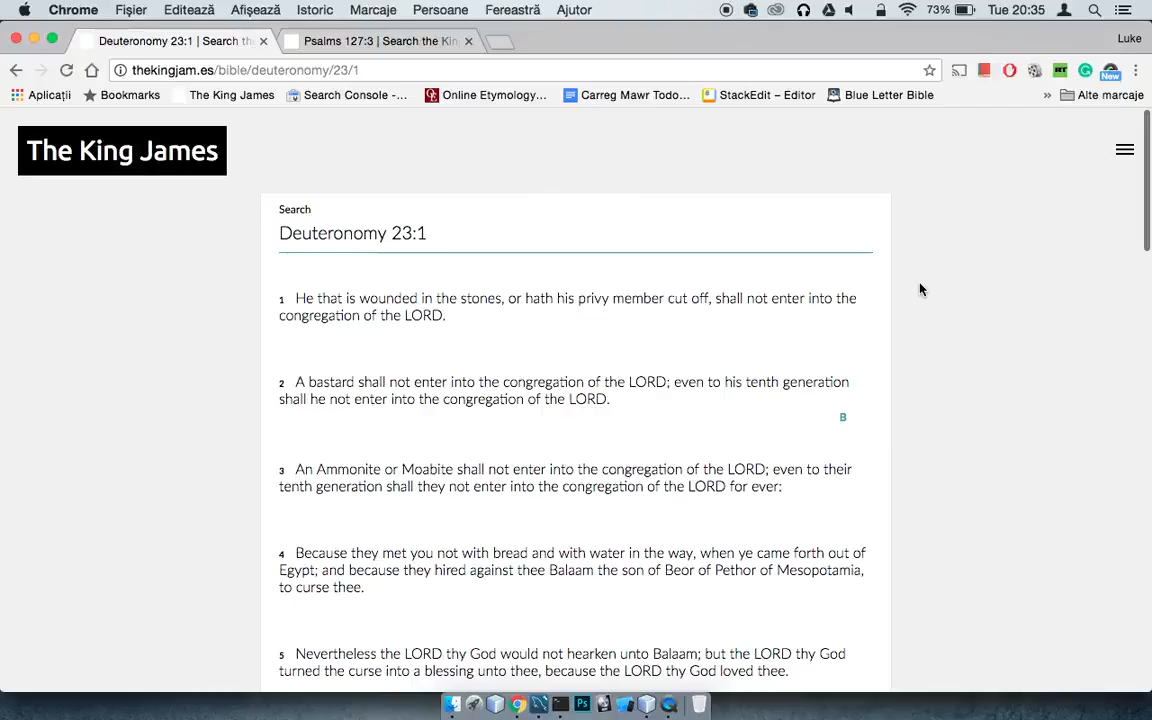 Chrome Fișier Editează Afișează Istoric Marcaje Persoane Fereastră Ajutor 73% Tue 20:35
Deuteronomy 23:1 | Search the Psalms 127:3 | Search the Kin Luke
thekingjam.es/bible/deuteronomy/23/1
New
Aplicații Bookmarks The King James Search Console -... Online Etymology... Carreg Mawr Todo... StackEdit – Editor Blue Letter Bible » Alte marcaje
The King James
Search
Deuteronomy 23:1
1 He that is wounded in the stones, or hath his privy member cut off, shall not enter into the
congregation of the LORD.
2 A bastard shall not enter into the congregation of the LORD; even to his tenth generation
shall he not enter into the congregation of the LORD.
B
3 An Ammonite or Moabite shall not enter into the congregation of the LORD; even to their
tenth generation shall they not enter into the congregation of the LORD for ever:
4 Because they met you not with bread and with water in the way, when ye came forth out of
Egypt; and because they hired against thee Balaam the son of Beor of Pethor of Mesopotamia,
to curse thee.
5 Nevertheless the LORD thy God would not hearken unto Balaam; but the LORD thy God
turned the curse into a blessing unto thee, because the LORD thy God loved thee.
Ps